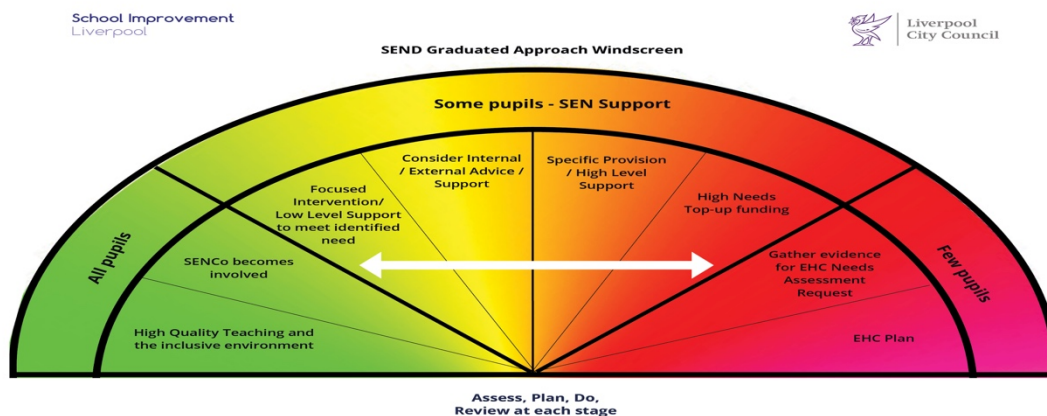 School Improvement
Liverpool
Liverpool
City Council
SEND Graduated Approach Windscreen
Some pupils - SEN Support
All pupils
Few pupils
High Quality Teaching and
the inclusive environment
SENCo becomes
involved
Focused
Intervention/
Low Level Support
to meet identified
need
Consider Internal
/ External Advice /
Support
Specific Provision
/ High Level
Support
High Needs
Top-up funding
Gather evidence
for EHC Needs
Assessment
Request
EHC Plan
Assess, Plan, Do,
Review at each stage